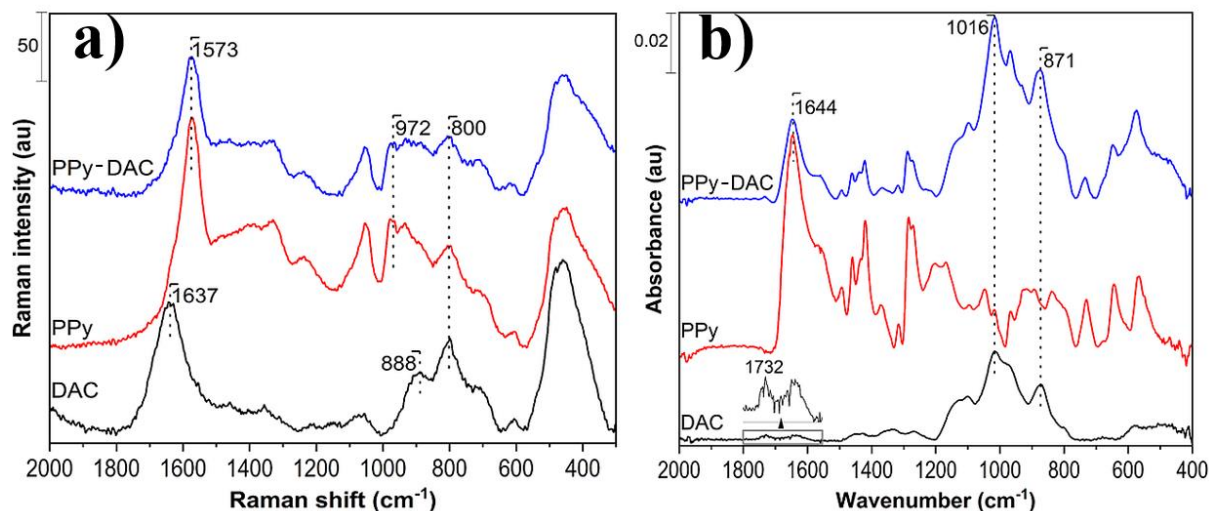 a)
50
1573
972
800
PPy-DAC
1637
PPy
888
DAC
Raman intensity (au)
2000 1600 1200 1000 800 600 400
Raman shift (cm-1)
b)
0.02
1016
871
1644
PPy-DAC
PPy
1732
DAC
Absorbance (au)
2000 1800 1600 1400 1200 1000 800 600 400
Wavenumber (cm-1)